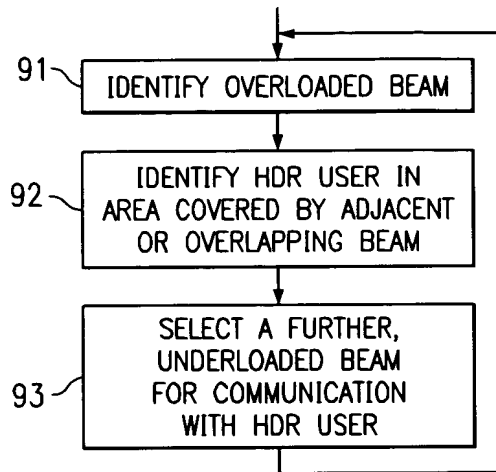 91
IDENTIFY OVERLOADED BEAM
92
IDENTIFY HDR USER IN
AREA COVERED BY ADJACENT
OR OVERLAPPING BEAM
93
SELECT A FURTHER,
UNDERLOADED BEAM
FOR COMMUNICATION
WITH HDR USER